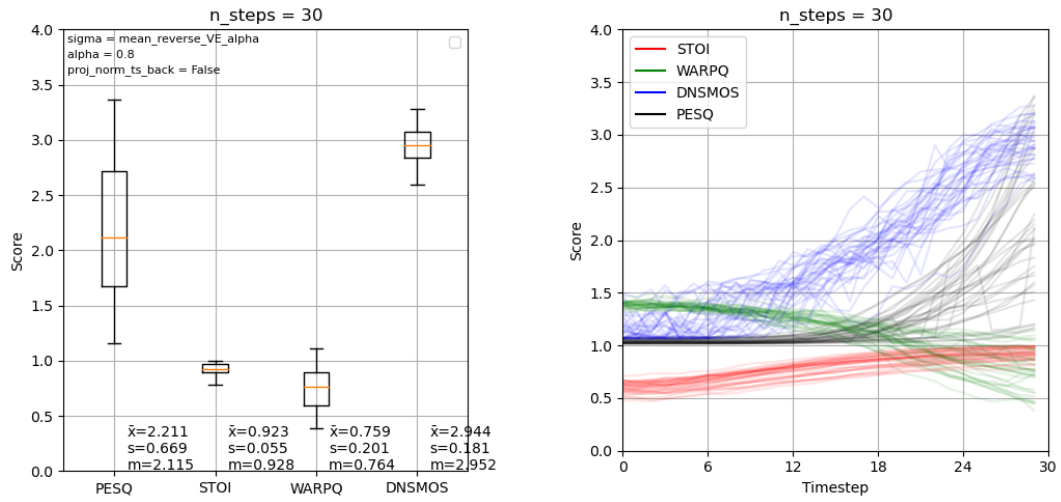 n_steps = 30
4.0
3.5
3.0
2.5
2.0
1.5
1.0
0.5
0.0
Score
sigma = mean_reverse_VE_alpha
alpha = 0.8
proj_norm_ts_back = False
x̄=2.211 x̄=0.923 x̄=0.759 x̄=2.944
s=0.669 s=0.055 s=0.201 s=0.181
m=2.115 m=0.928 m=0.764 m=2.952
PESQ STOI WARPQ DNSMOS
n_steps = 30
4.0
3.5
3.0
2.5
2.0
1.5
1.0
0.5
0.0
Score
STOI
WARPQ
DNSMOS
PESQ
0 6 12 18 24 30
Timestep